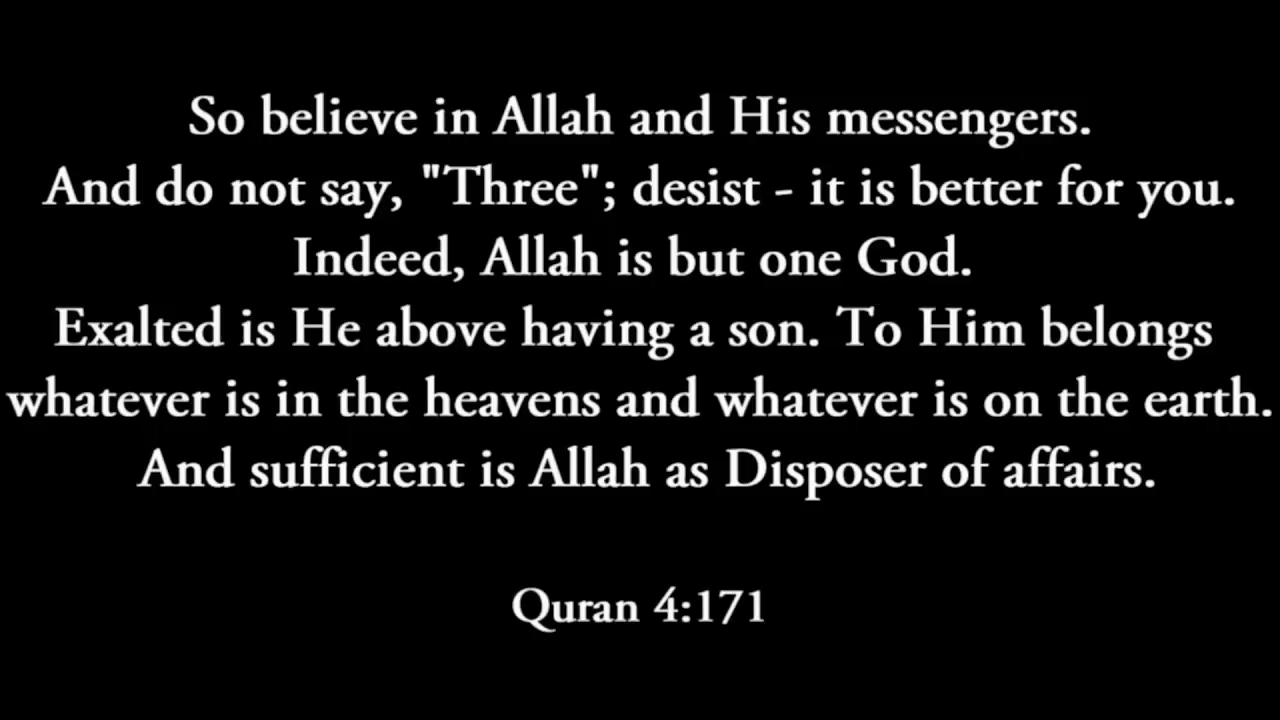 So believe in Allah and His messengers.
And do not say, "Three"; desist - it is better for you.
Indeed, Allah is but one God.
Exalted is He above having a son. To Him belongs
whatever is in the heavens and whatever is on the earth.
And sufficient is Allah as Disposer of affairs.
Quran 4:171